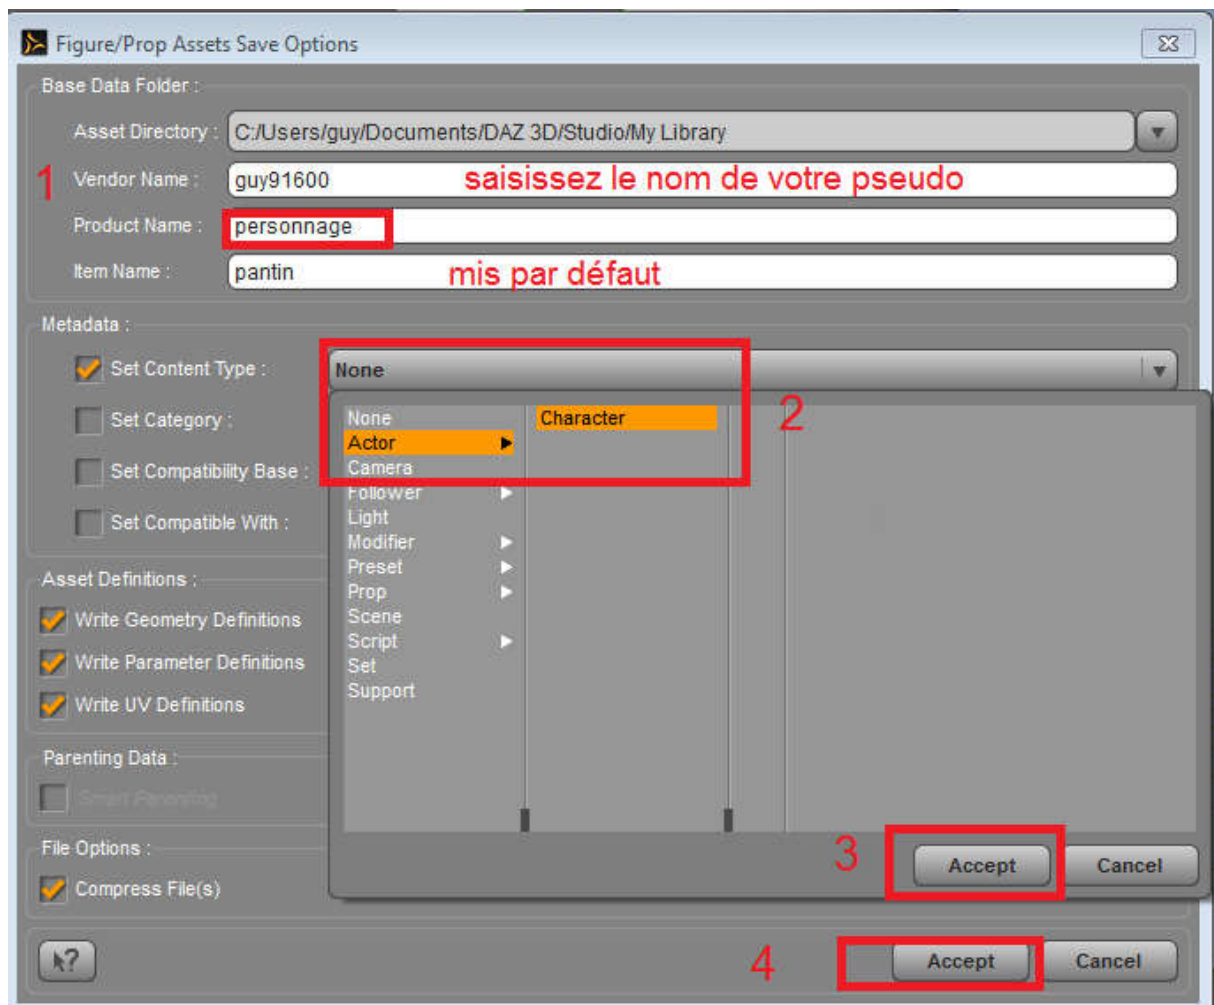 Figure/Prop Assets Save Options
Base Data Folder :
Asset Directory : C:/Users/guy/Documents/DAZ 3D/Studio/My Library
1 Vendor Name : guy91600 saisissez le nom de votre pseudo
Product Name : personnage
Item Name : pantin mis par défaut
Metadata :
Set Content Type : None
2
Set Category :
Set Compatibility Base :
Set Compatible With :
None
Actor Character
Camera
Follower
Light
Modifier
Preset
Prop
Scene
Script
Set
Support
Asset Definitions :
Write Geometry Definitions
Write Parameter Definitions
Write UV Definitions
Parenting Data :
Smart Parenting
3 Accept Cancel
File Options :
Compress File(s)
? 4 Accept Cancel